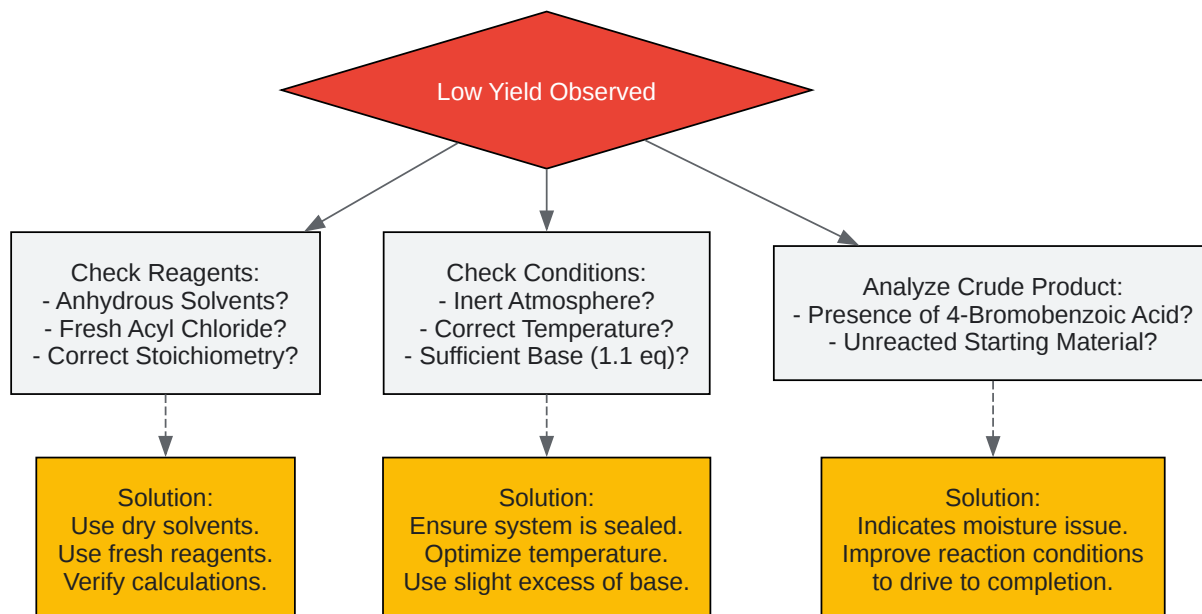 Low Yield Observed
Check Reagents:
- Anhydrous Solvents?
- Fresh Acyl Chloride?
- Correct Stoichiometry?
Check Conditions:
- Inert Atmosphere?
- Correct Temperature?
- Sufficient Base (1.1 eq)?
Analyze Crude Product:
- Presence of 4-Bromobenzoic Acid?
- Unreacted Starting Material?
Solution:
Use dry solvents.
Use fresh reagents.
Verify calculations.
Solution:
Ensure system is sealed.
Optimize temperature.
Use slight excess of base.
Solution:
Indicates moisture issue.
Improve reaction conditions
to drive to completion.